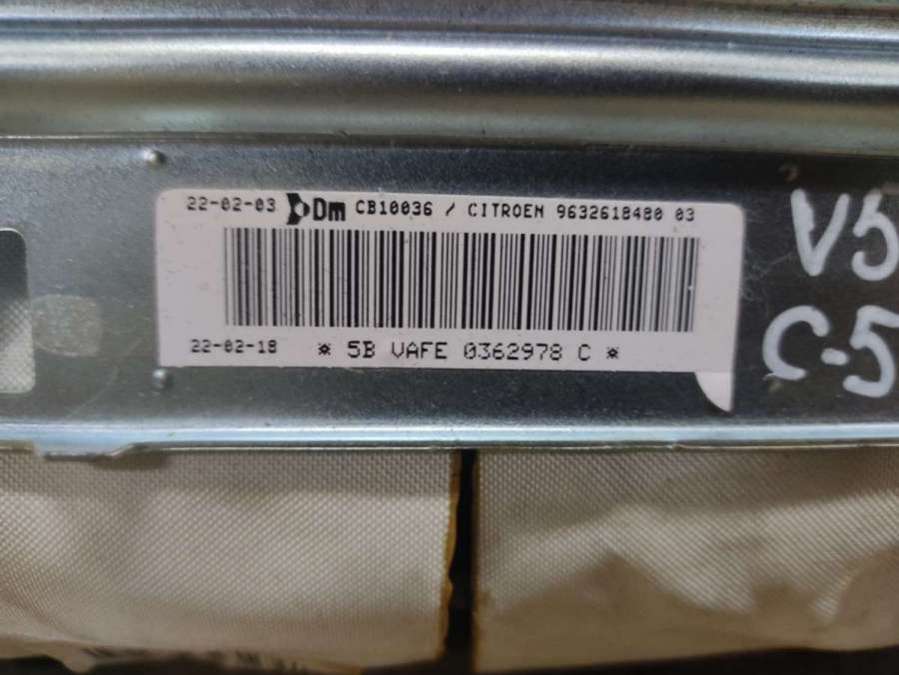 22-02-03 Dm CB10036 / CITROEN 9632618480 03
22-02-18 * 5B VAFE 0362978 C *
V5
C-5